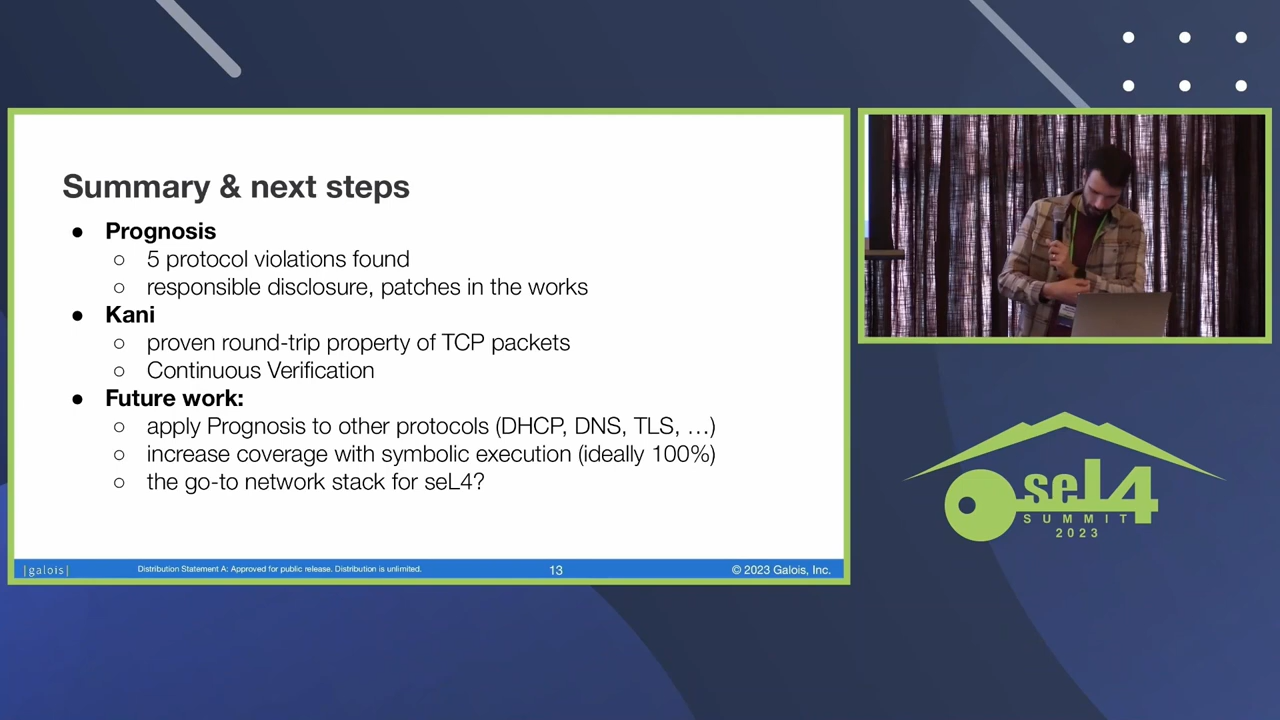 Summary & next steps
● Prognosis
○ 5 protocol violations found
○ responsible disclosure, patches in the works
● Kani
○ proven round-trip property of TCP packets
○ Continuous Verification
● Future work:
○ apply Prognosis to other protocols (DHCP, DNS, TLS, …)
○ increase coverage with symbolic execution (ideally 100%)
○ the go-to network stack for seL4?
|galois|
Distribution Statement A: Approved for public release. Distribution is unlimited.
13
© 2023 Galois, Inc.
seL4
SUMMIT
2023